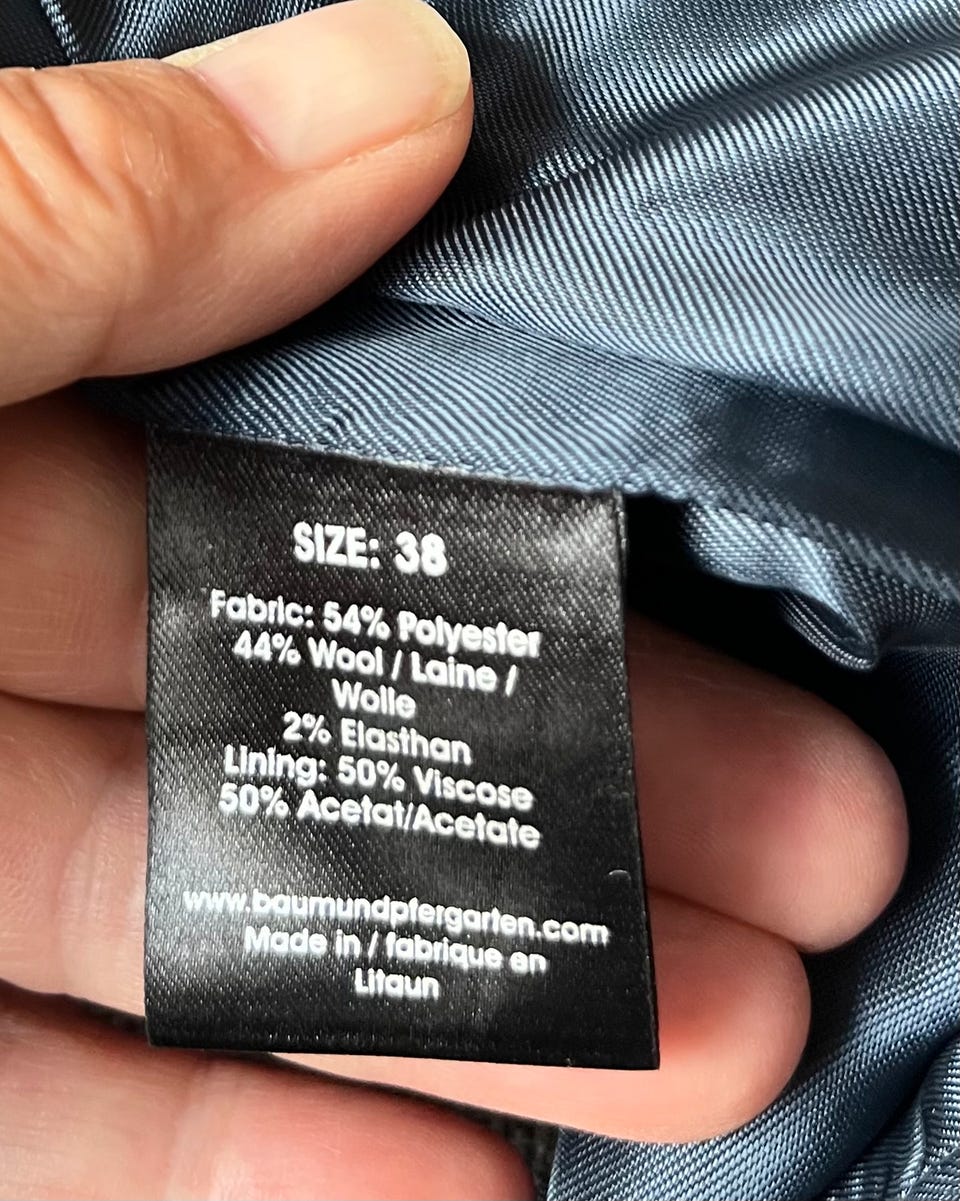 SIZE: 38
Fabric: 54% Polyester
44% Wool / Laine /
Wolle
2% Elasthan
Lining: 50% Viscose
50% Acetat/Acetate
www.baumundpfergarten.com
Made in / fabrique en
Litaun